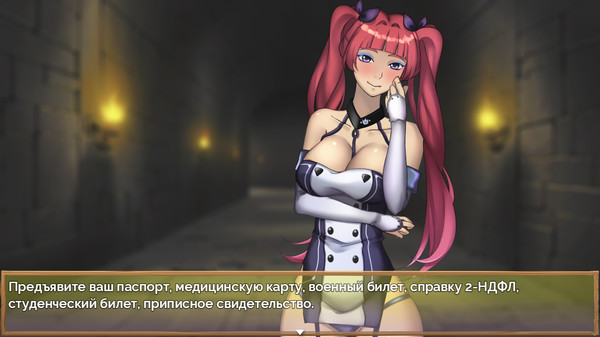 Предъявите ваш паспорт, медицинскую карту, военный билет, справку 2-НДФЛ,
студенческий билет, приписное свидетельство.